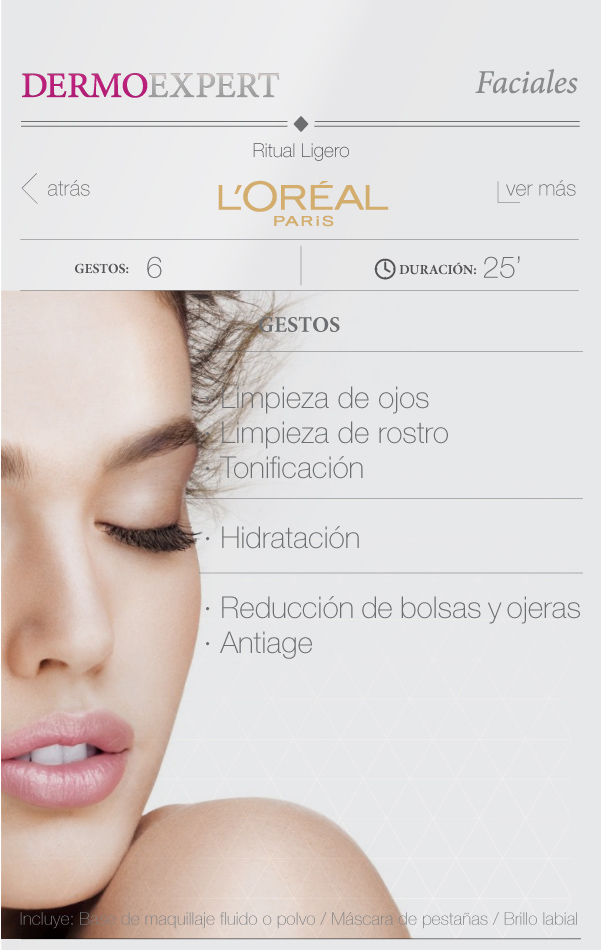 DERMOEXPERT
Faciales
Ritual Ligero
atrás
L'ORÉAL
PARiS
ver más
GESTOS: 6
DURACIÓN: 25'
GESTOS
Limpieza de ojos
· Limpieza de rostro
· Tonificación
· Hidratación
· Reducción de bolsas y ojeras
· Antiage
Incluye: Base de maquillaje fluido o polvo / Máscara de pestañas / Brillo labial